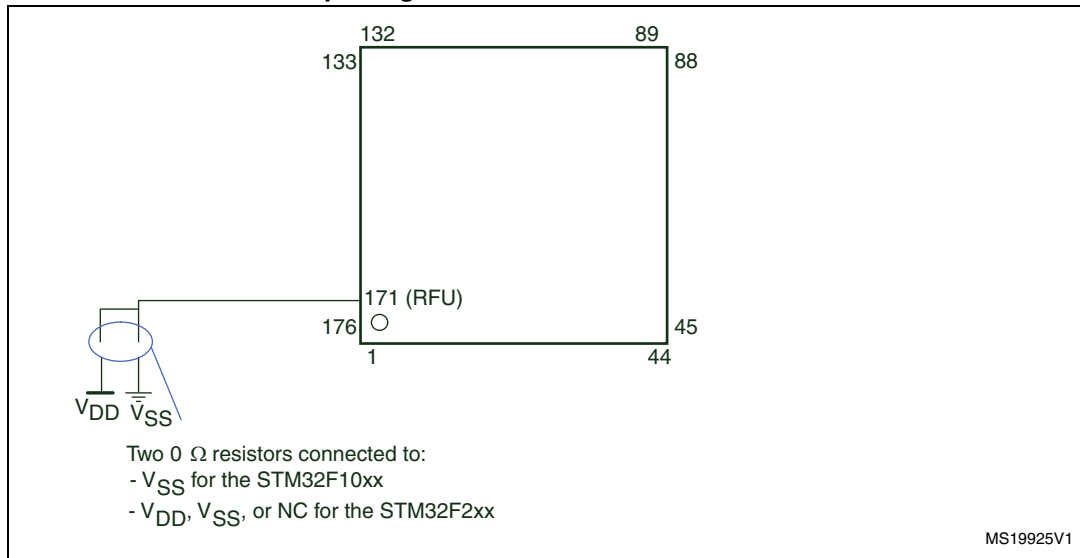 132
89
133
88
171 (RFU)
176
45
1
44
VDD VSS
Two 0 Ω resistors connected to:
- VSS for the STM32F10xx
- VDD, VSS, or NC for the STM32F2xx
MS19925V1